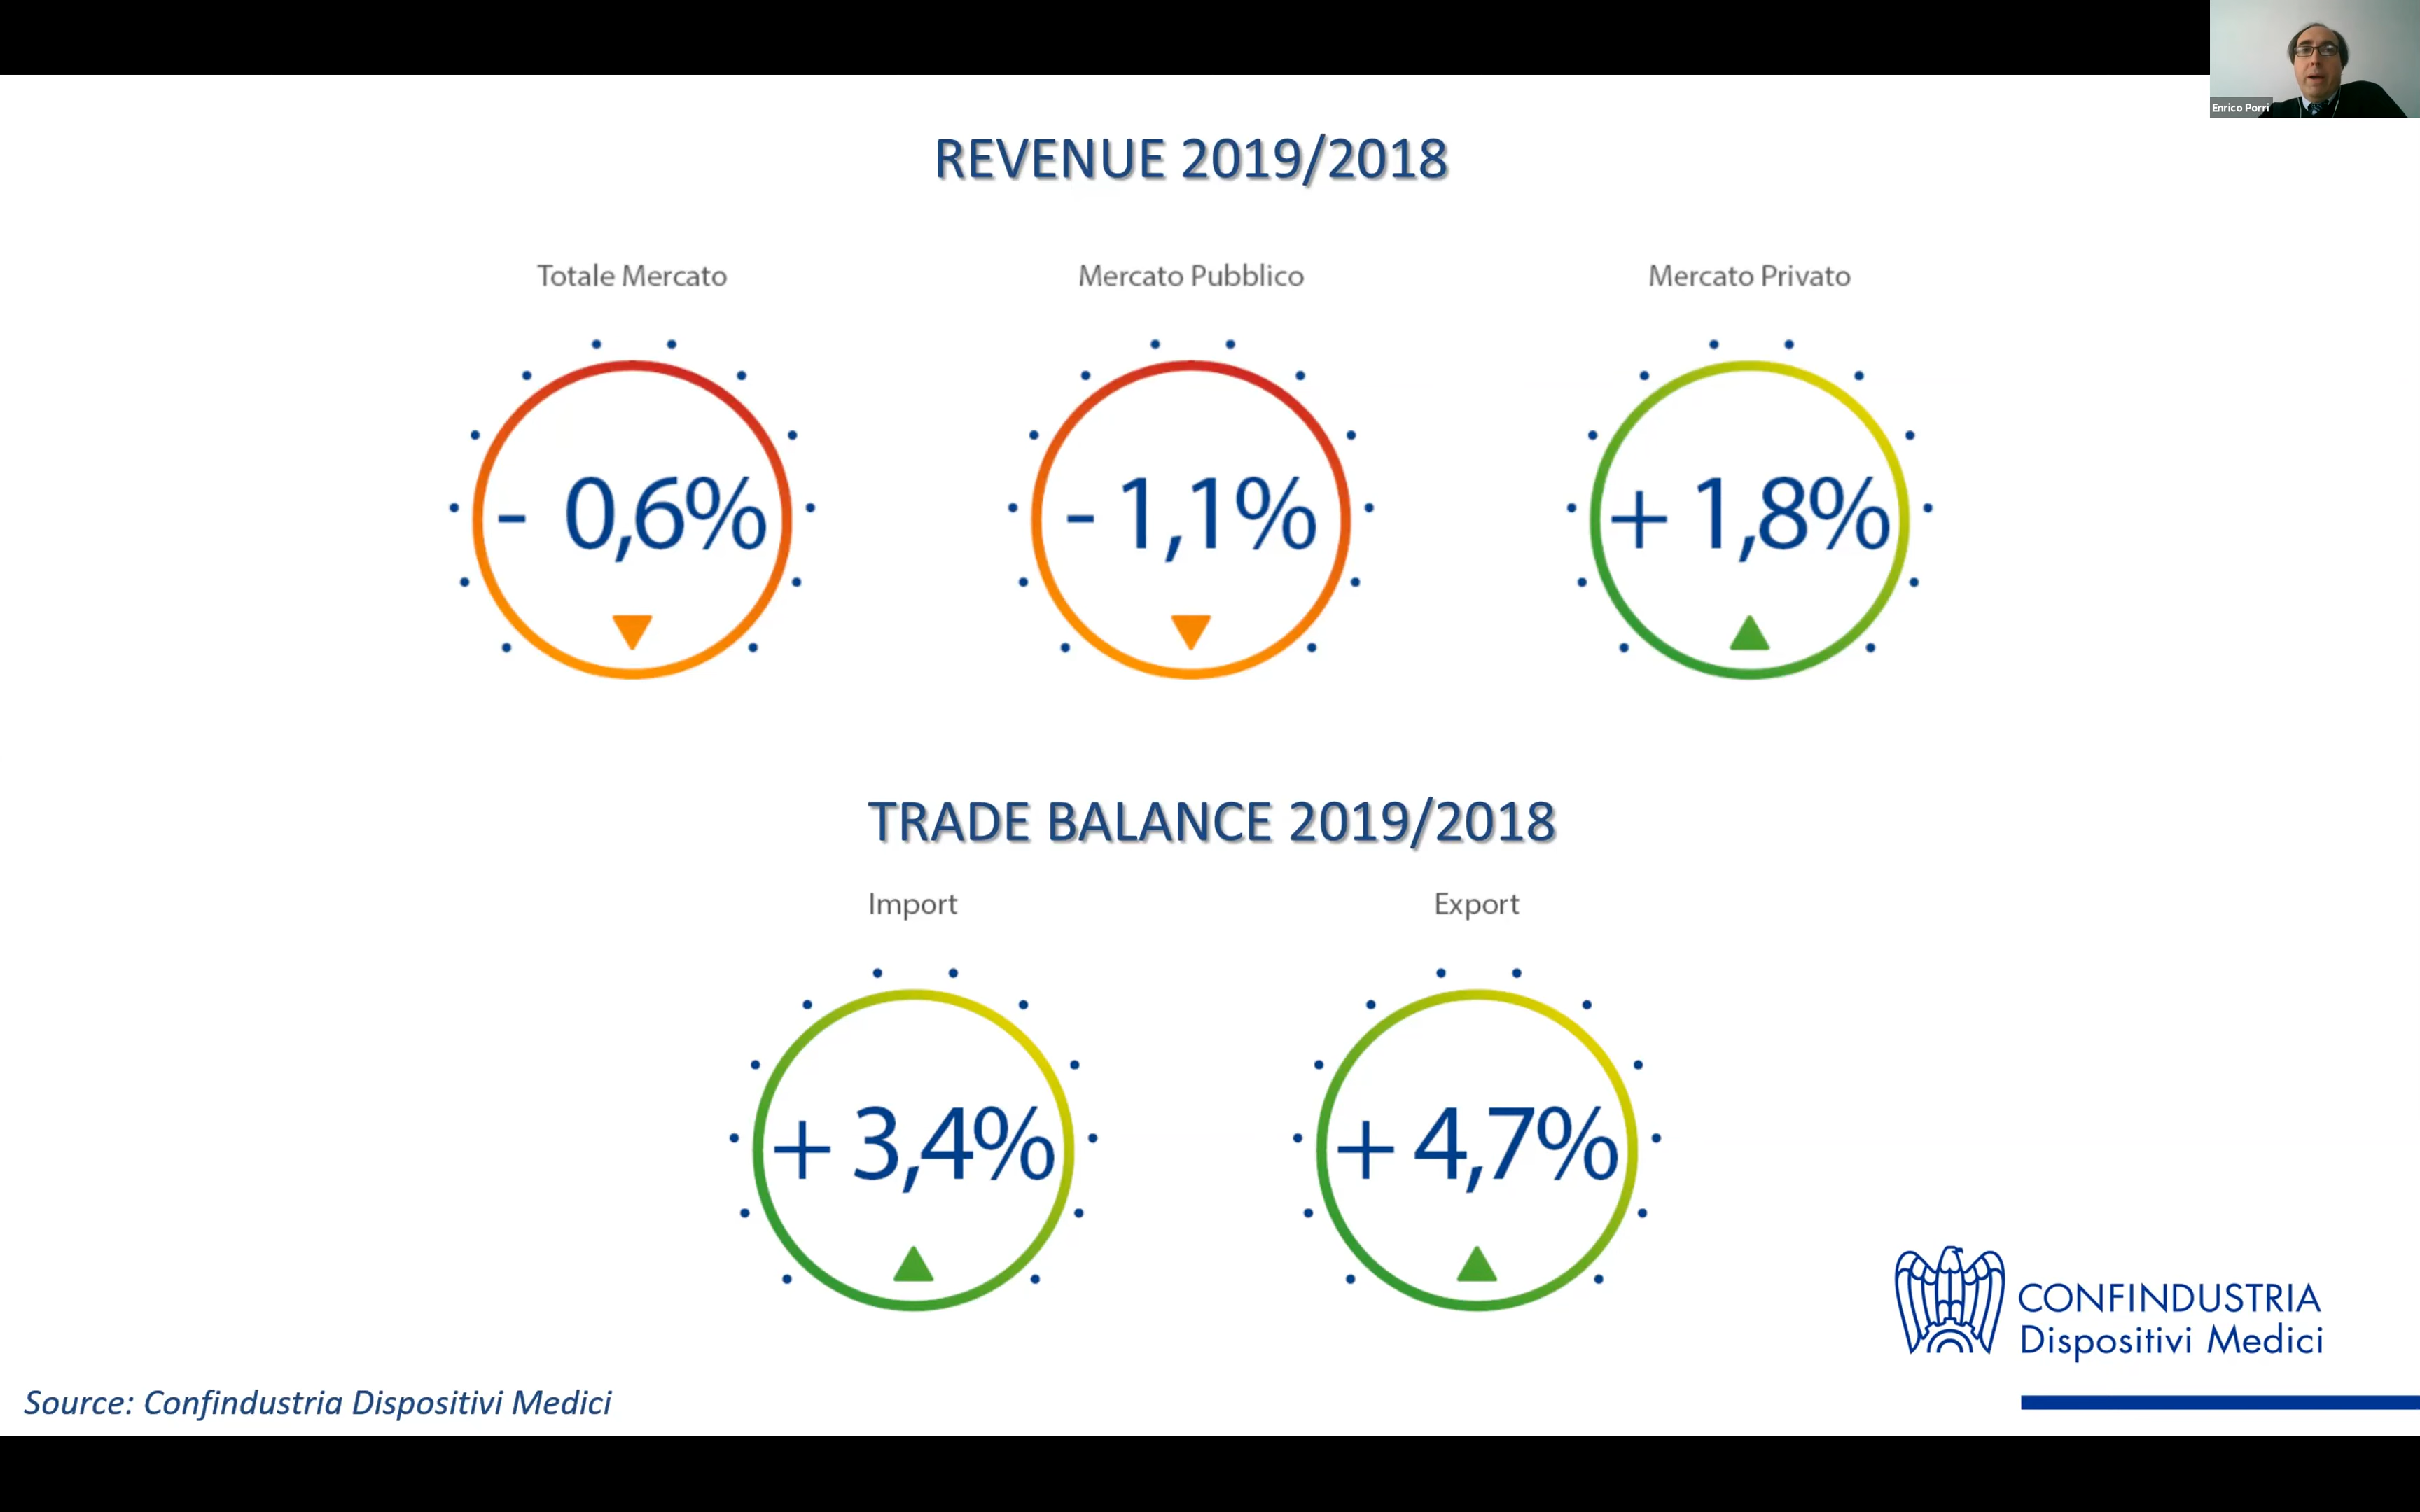 Enrico Porri
REVENUE 2019/2018
Totale Mercato
Mercato Pubblico
Mercato Privato
- 0,6%
- 1,1%
+ 1,8%
TRADE BALANCE 2019/2018
Import
Export
+ 3,4%
+ 4,7%
CONFINDUSTRIA
Dispositivi Medici
Source: Confindustria Dispositivi Medici